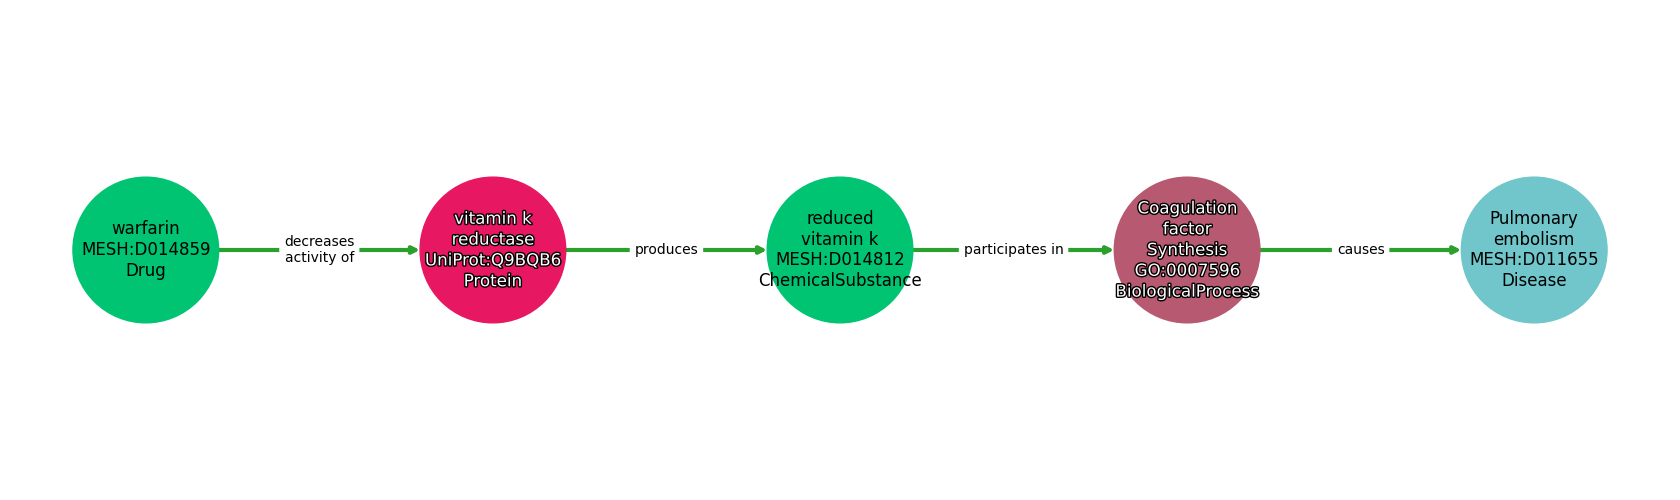 warfarin
MESH:D014859
Drug
decreases
activity of
vitamin k
reductase
UniProt:Q9BQB6
Protein
produces
reduced
vitamin k
MESH:D014812
ChemicalSubstance
participates in
Coagulation
factor
Synthesis
GO:0007596
BiologicalProcess
causes
Pulmonary
embolism
MESH:D011655
Disease